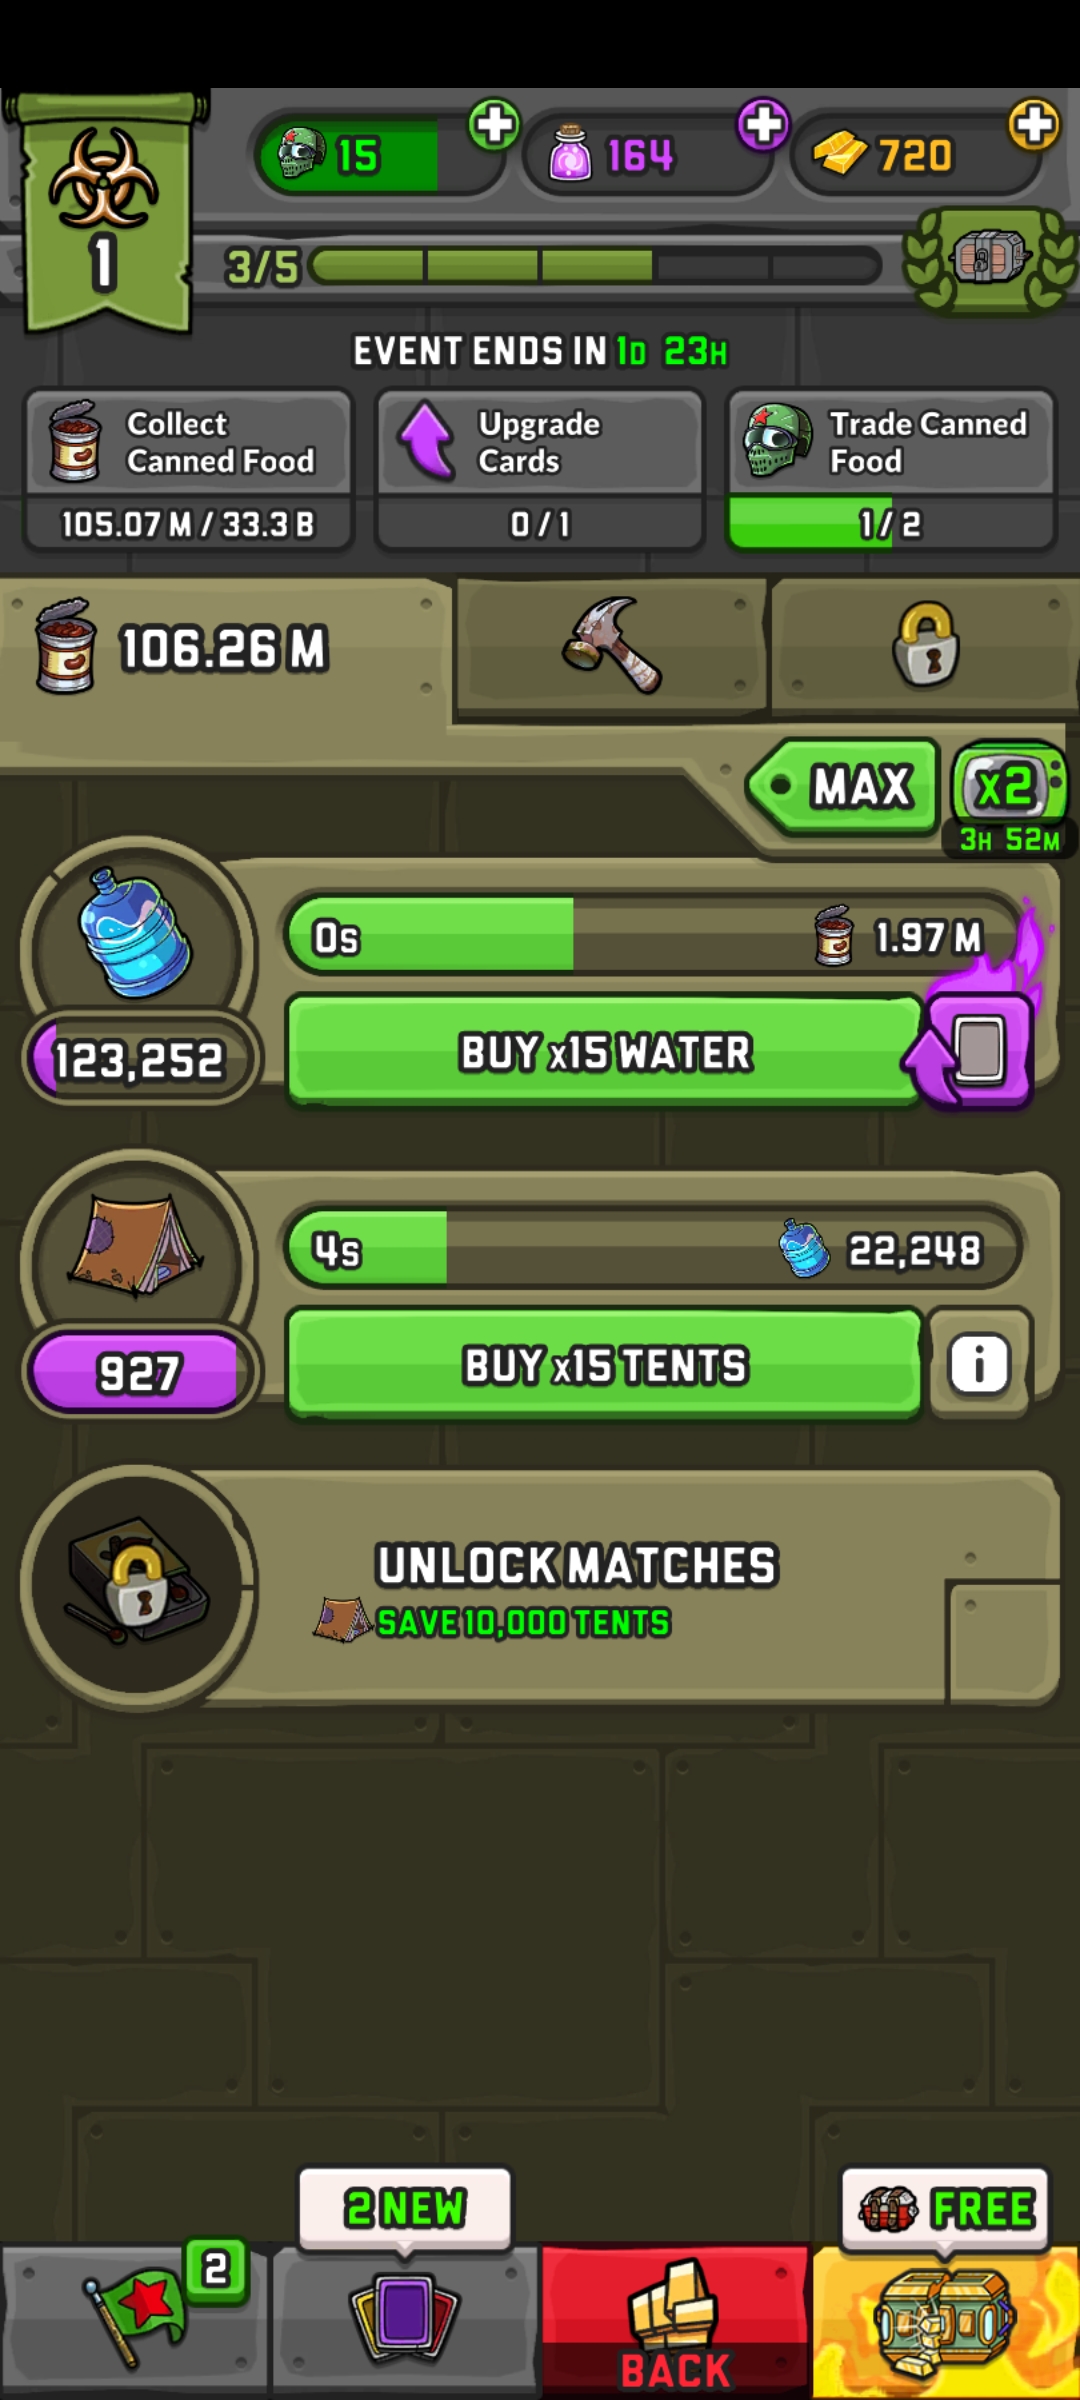 15
164
720
1
3/5
EVENT ENDS IN 1D 23H
Collect
Canned Food
105.07 M / 33.3 B
Upgrade
Cards
0 / 1
Trade Canned
Food
1 / 2
106.26 M
MAX
x2
3H 52M
0s
1.97 M
123,252
BUY x15 WATER
4s
22,248
927
BUY x15 TENTS
i
UNLOCK MATCHES
SAVE 10,000 TENTS
2 NEW
FREE
2
BACK